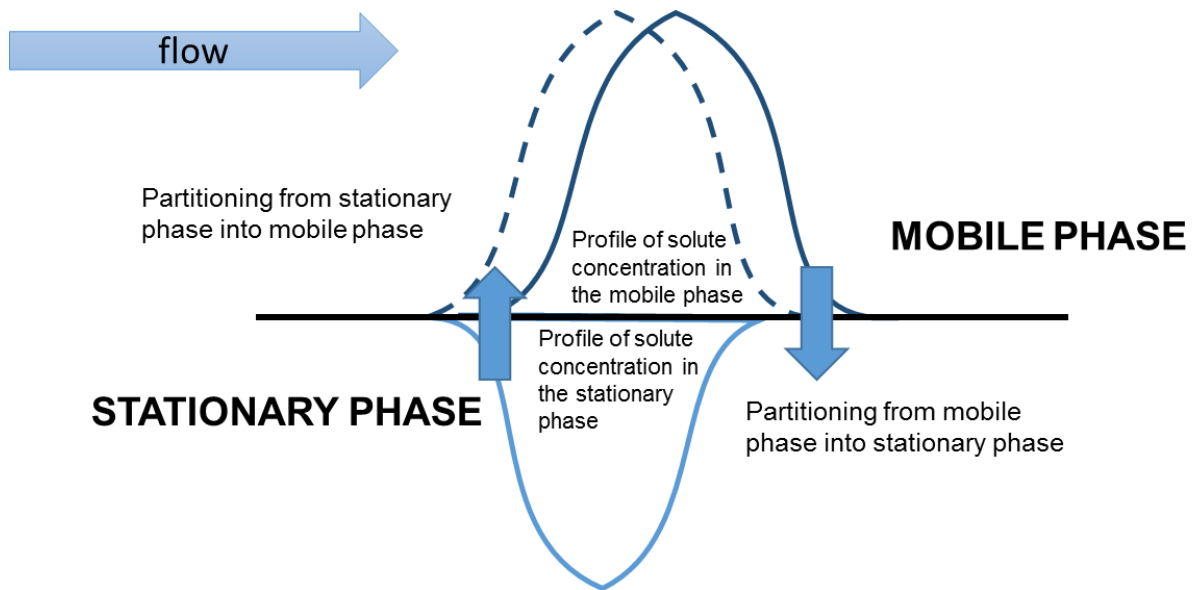 flow
Partitioning from stationary
phase into mobile phase
Profile of solute
concentration in
the mobile phase
MOBILE PHASE
Profile of solute
concentration in
the stationary
phase
STATIONARY PHASE
Partitioning from mobile
phase into stationary phase